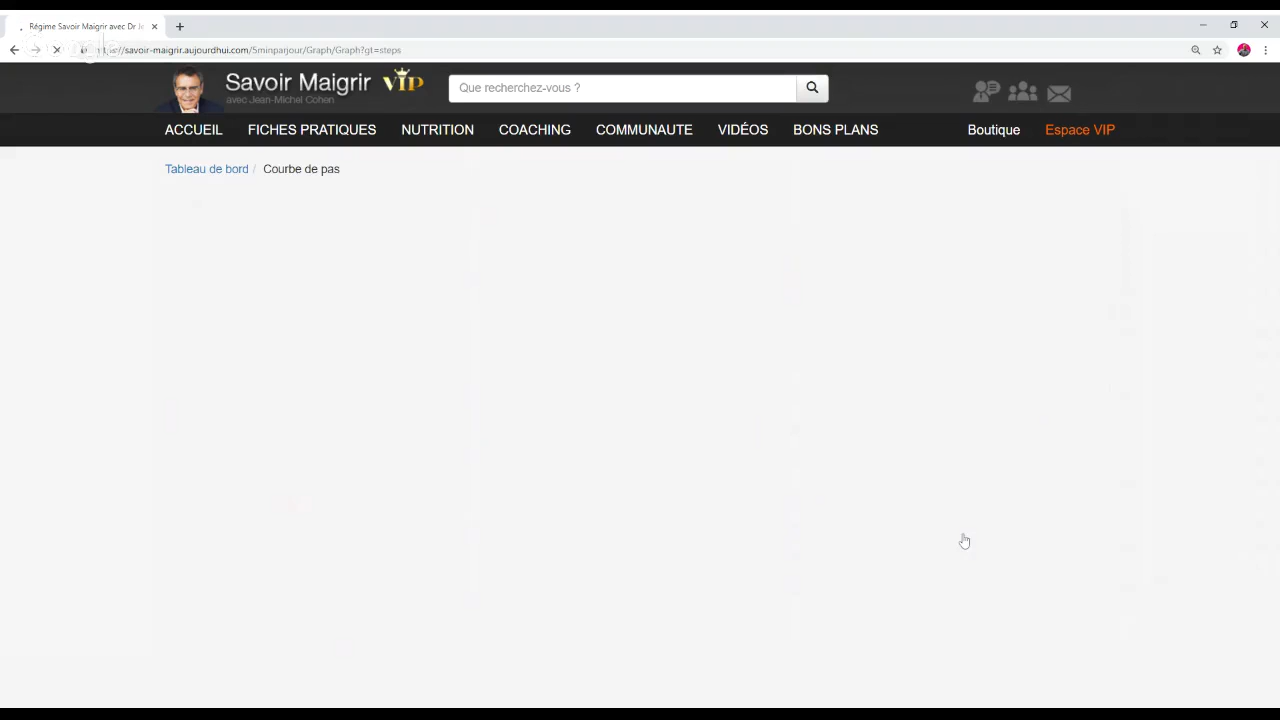 Régime Savoir Maigrir avec Dr Je
savoir-maigrir.aujourdhui.com/5minparjour/Graph/Graph?gt=steps
Savoir Maigrir VIP
avec Jean-Michel Cohen
Que recherchez-vous ?
ACCUEIL FICHES PRATIQUES NUTRITION COACHING COMMUNAUTE VIDÉOS BONS PLANS Boutique Espace VIP
Tableau de bord / Courbe de pas